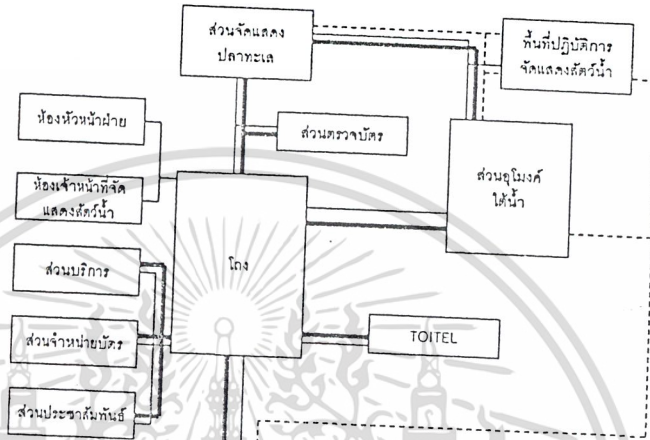 ส่วนจัดแสดง
ปลาทะเล
พื้นที่ปฏิบัติการ
จัดแสดงสัตว์น้ำ
ห้องหัวหน้าฝ่าย
ส่วนตรวจบัตร
ห้องเจ้าหน้าที่จัด
แสดงสัตว์น้ำ
ส่วนอุโมงค์
ใต้น้ำ
ส่วนบริการ
โถง
ส่วนจำหน่ายบัตร
TOITEL
ส่วนประชาสัมพันธ์